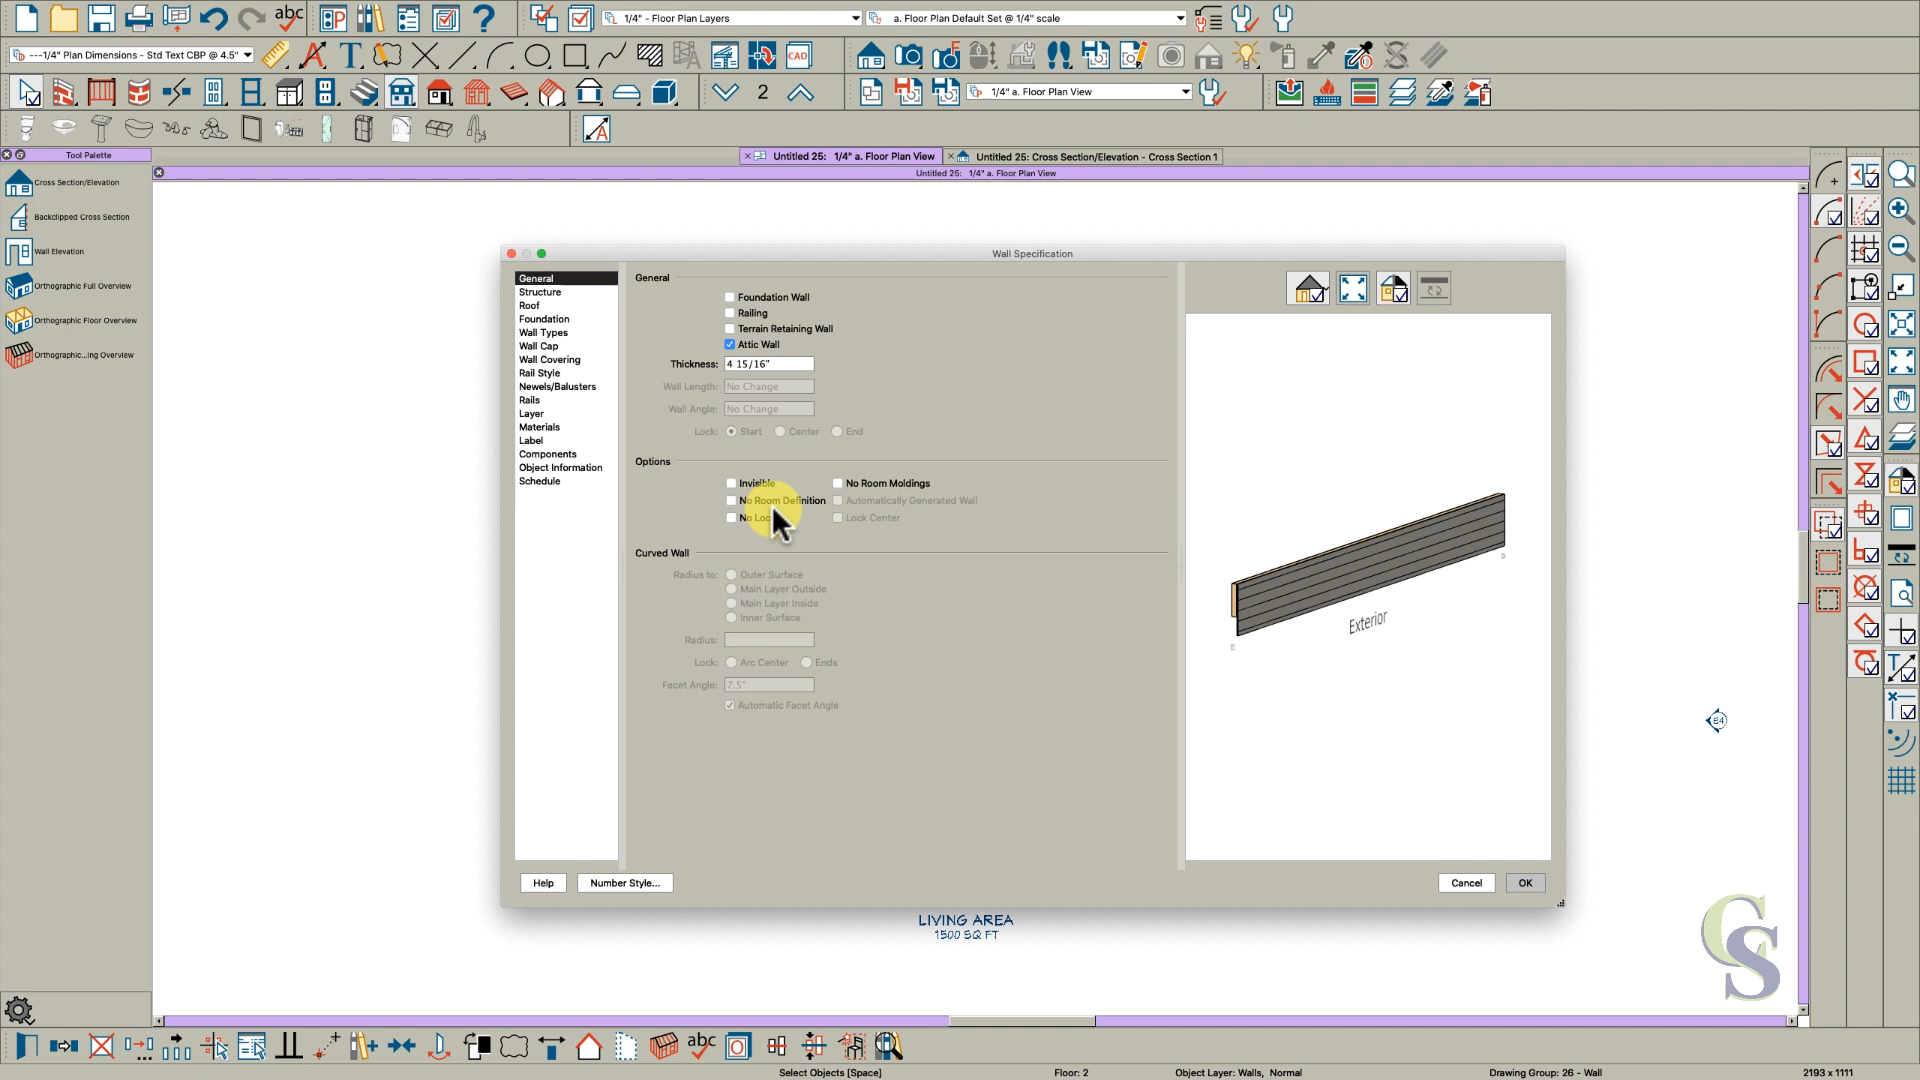 1/4" - Floor Plan Layers
a. Floor Plan Default Set @ 1/4" scale
---1/4" Plan Dimensions - Std Text CBP @ 4.5"
2
1/4" a. Floor Plan View
Tool Palette
Untitled 25: 1/4" a. Floor Plan View
Untitled 25: Cross Section/Elevation - Cross Section 1
Untitled 25: 1/4" a. Floor Plan View
Cross Section/Elevation
Backclipped Cross Section
Wall Elevation
Orthographic Full Overview
Orthographic Floor Overview
Orthographic...ing Overview
Wall Specification
General
Structure
Roof
Foundation
Wall Types
Wall Cap
Wall Covering
Rail Style
Newels/Balusters
Rails
Layer
Materials
Label
Components
Object Information
Schedule
General
Foundation Wall
Railing
Terrain Retaining Wall
Attic Wall
Thickness: 4 15/16"
Wall Length: No Change
Wall Angle: No Change
Lock: Start Center End
Options
Invisible No Room Moldings
No Room Definition Automatically Generated Wall
No Lock Center
Curved Wall
Radius to: Outer Surface
Main Layer Outside
Main Layer Inside
Inner Surface
Radius:
Lock: Arc Center Ends
Facet Angle: 7.5°
Automatic Facet Angle
Exterior
Help
Number Style...
Cancel
OK
E4
LIVING AREA
1500 SQ FT
CS
Select Objects [Space]
Floor: 2
Object Layer: Walls, Normal
Drawing Group: 26 - Wall
2193 x 1111